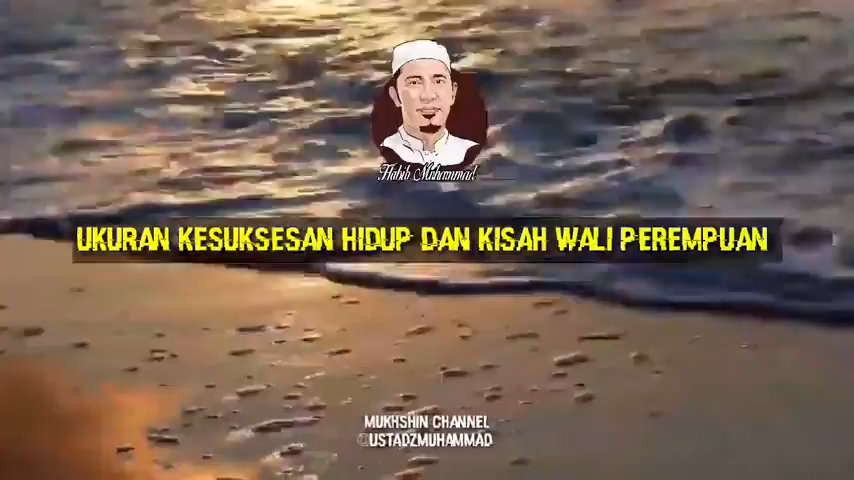 Habib Muhammad
UKURAN KESUKSESAN HIDUP DAN KISAH WALI PEREMPUAN
MUKHSHIN CHANNEL
@USTADZMUHAMMAD